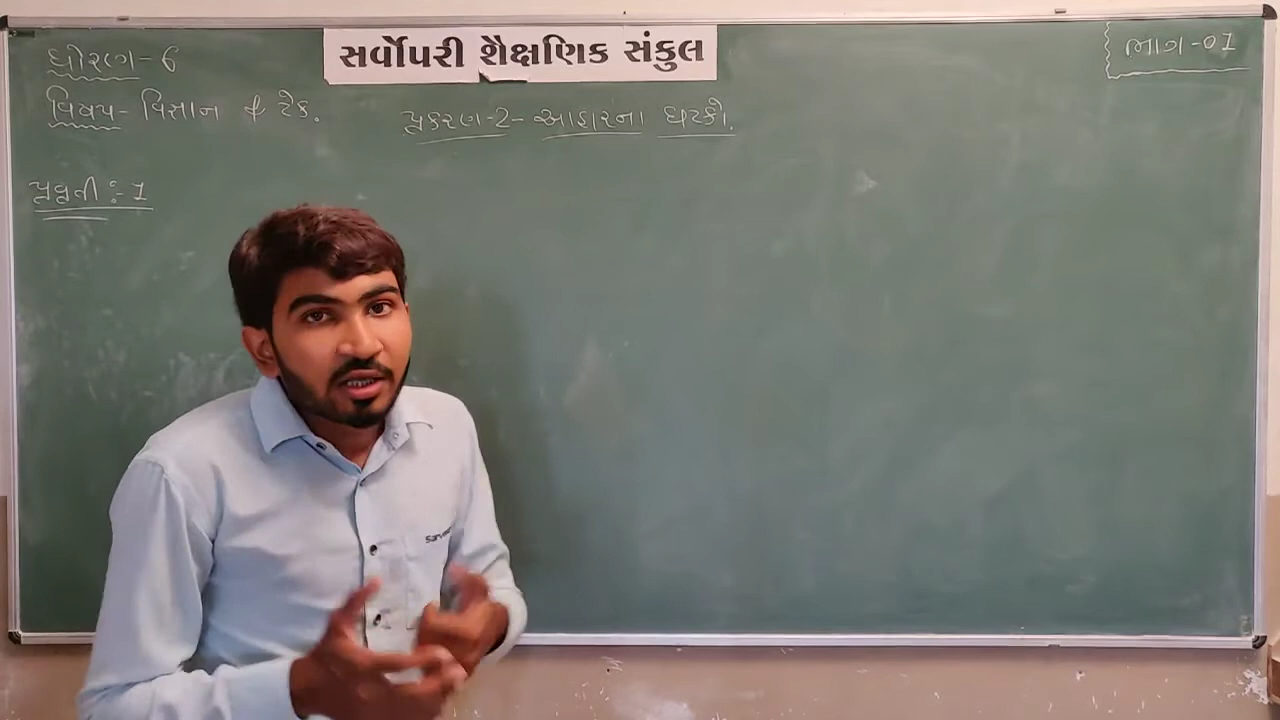 સર્વોપરી શૈક્ષણિક સંકુલ
ધોરણ-6
ભાગ-01
વિષય- વિજ્ઞાન & ટેક.
પ્રકરણ-2- આહારના ઘટકો.
પ્રવૃત્તી :- 1